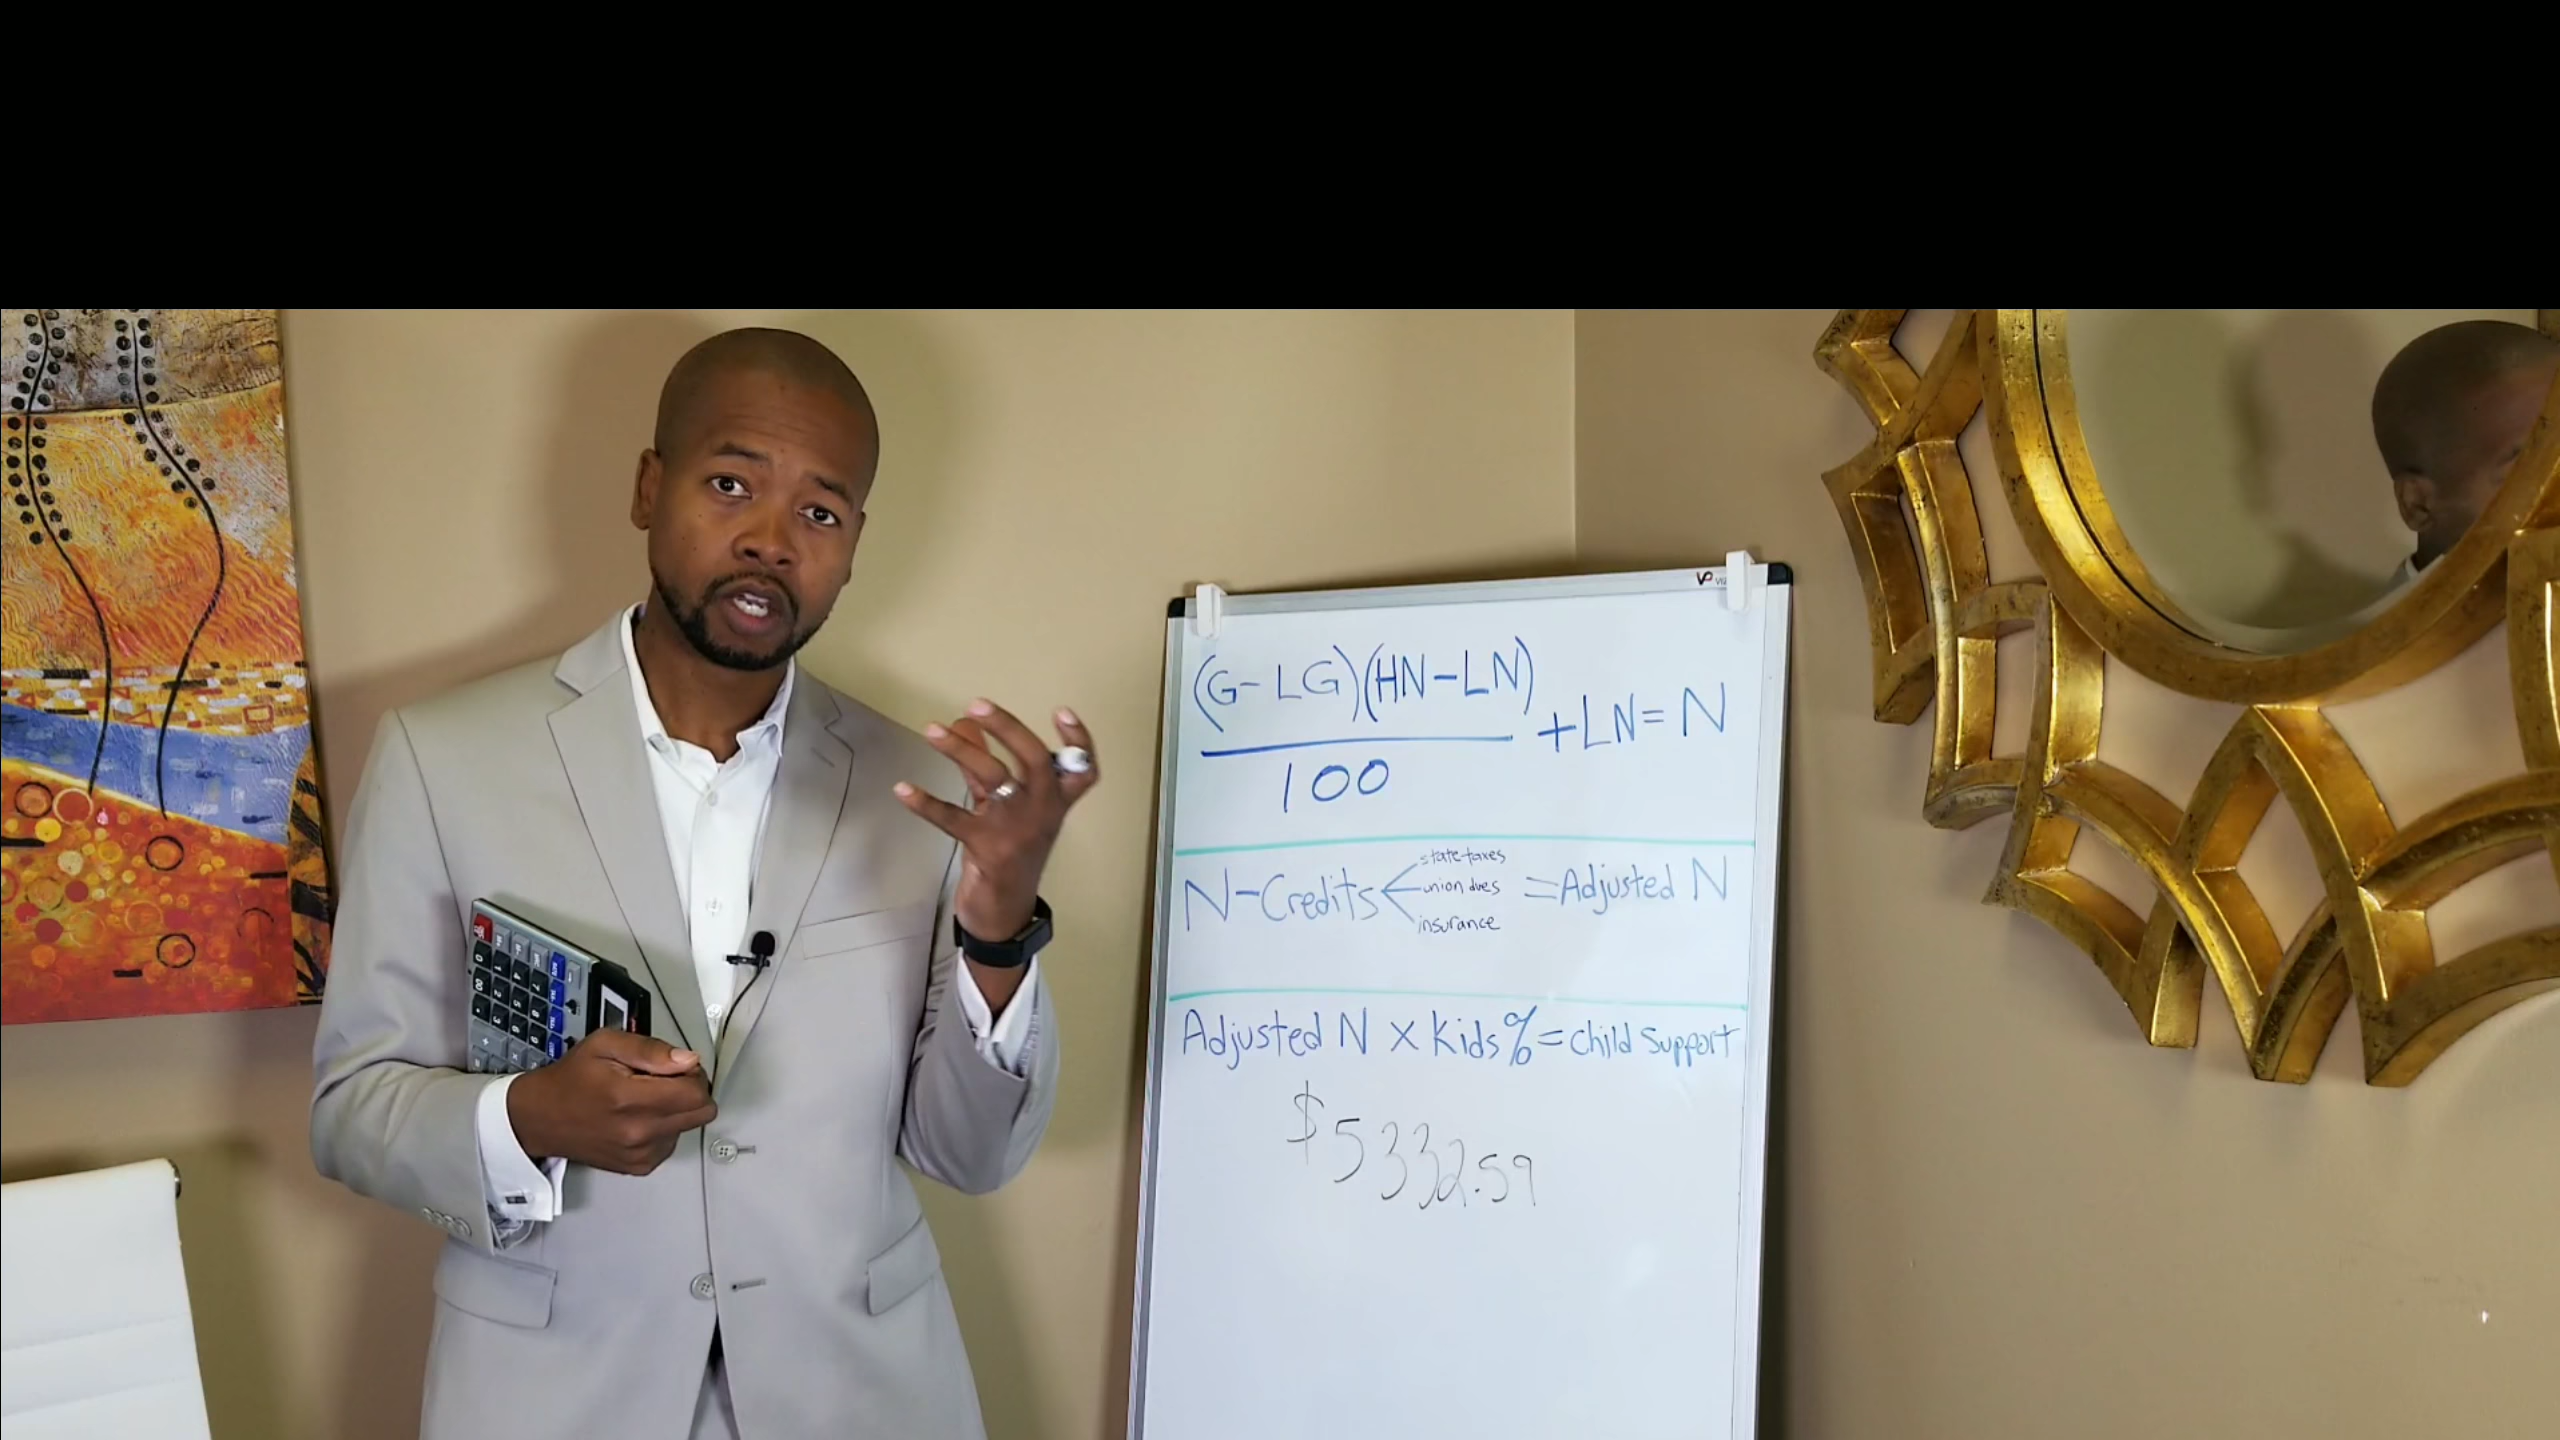 (G-LG)(HN-LN)
100
+LN=N
N-Credits
state taxes
union dues
insurance
=Adjusted N
Adjusted N x Kids%=Child Support
$5332.59